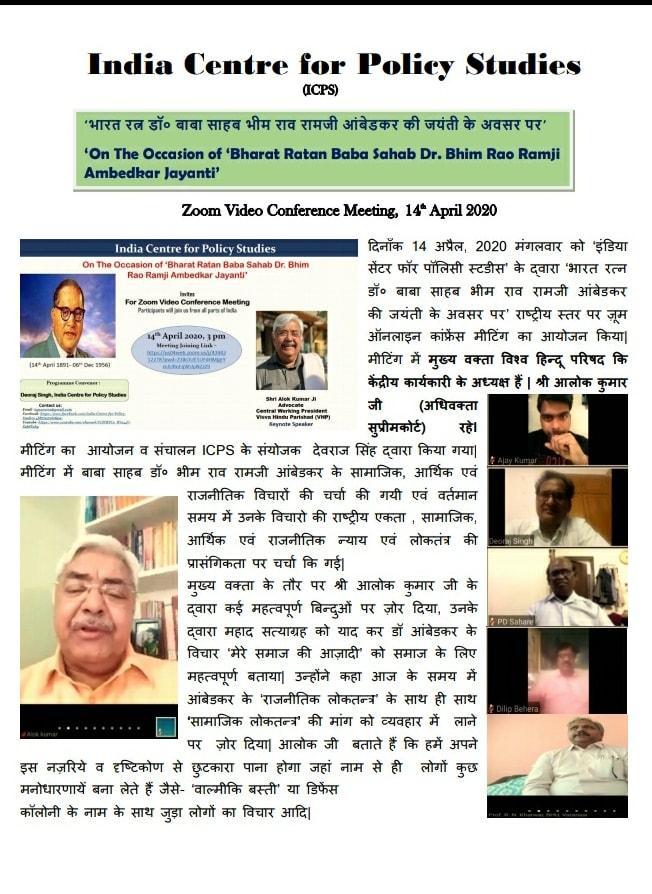 India Centre for Policy Studies
(ICPS)
'भारत रत्न डॉ० बाबा साहब भीम राव रामजी आंबेडकर की जयंती के अवसर पर'
'On The Occasion of 'Bharat Ratan Baba Sahab Dr. Bhim Rao Ramji
Ambedkar Jayanti'
Zoom Video Conference Meeting, 14th April 2020
India Centre for Policy Studies
On The Occasion of 'Bharat Ratan Baba Sahab Dr. Bhim
Rao Ramji Ambedkar Jayanti'
Invites
For Zoom Video Conference Meeting
Participants will join us from all parts of India
14th April 2020, 3 pm
Meeting Joining Link -
(14th April 1891- 06th Dec 1956)
Programme Convener :
Deoraj Singh, India Centre for Policy Studies
Contact us:
Shri Alok Kumar Ji
Advocate
Central Working President
Visva Hindu Parishad (VHP)
Keynote Speaker
दिनाँक 14 अप्रैल, 2020 मंगलवार को 'इंडिया
सेंटर फॉर पॉलिसी स्टडीस' के द्वारा 'भारत रत्न
डॉ० बाबा साहब भीम राव रामजी आंबेडकर
की जयंती के अवसर पर' राष्ट्रीय स्तर पर ज़ूम
ऑनलाइन कांफ्रेंस मीटिंग का आयोजन किया|
मीटिंग में मुख्य वक्ता विश्व हिन्दू परिषद कि
केंद्रीय कार्यकारी के अध्यक्ष हैं | श्री आलोक कुमार
जी (अधिवक्ता
सुप्रीमकोर्ट) रहे|
मीटिंग का आयोजन व संचालन ICPS के संयोजक देवराज सिंह द्वारा किया गया|
मीटिंग में बाबा साहब डॉ० भीम राव रामजी आंबेडकर के सामाजिक, आर्थिक एवं
राजनीतिक विचारों की चर्चा की गयी एवं वर्तमान
समय में उनके विचारो की राष्ट्रीय एकता , सामाजिक,
आर्थिक एवं राजनीतिक न्याय एवं लोकतंत्र की
प्रासंगिकता पर चर्चा कि गई|
मुख्य वक्ता के तौर पर श्री आलोक कुमार जी के
द्वारा कई महत्वपूर्ण बिन्दुओं पर ज़ोर दिया, उनके
द्वारा महाद सत्याग्रह को याद कर डॉ आंबेडकर के
विचार 'मेरे समाज की आज़ादी' को समाज के लिए
महत्वपूर्ण बताया| उन्होंने कहा आज के समय में
आंबेडकर के 'राजनीतिक लोकतन्त्र' के साथ ही साथ
'सामाजिक लोकतन्त्र' की मांग को व्यवहार में लाने
पर ज़ोर दिया| आलोक जी बताते हैं कि हमें अपने
इस नज़रिये व दृष्टिकोण से छुटकारा पाना होगा जहां नाम से ही लोगों कुछ
मनोधारणायें बना लेते हैं जैसे- 'वाल्मीकि बस्ती' या डिफेंस
कॉलोनी के नाम के साथ जुड़ा लोगों का विचार आदि|
Alok kumar
Ajay Kumar
Deoraj Singh
PD Sahare
Dilip Behera